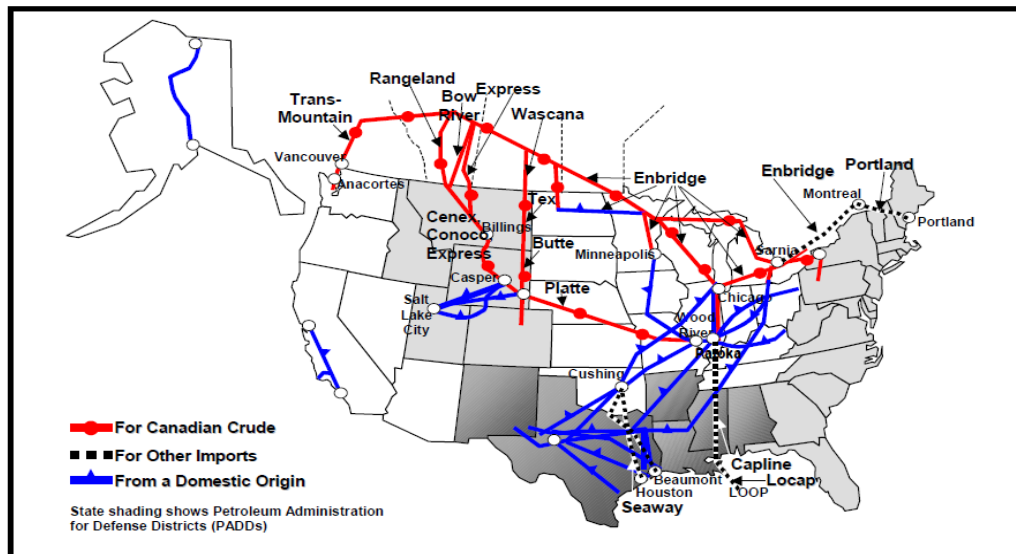 Rangeland
Bow
River
Express
Wascana
Trans-
Mountain
Vancouver
Anacortes
Enbridge
Enbridge
Portland
Montreal
Portland
Sarnia
Cenex,
Conoco,
Express
Billings
Tex
Butte
Minneapolis
Casper
Platte
Chicago
Salt
Lake
City
Wood
River
Patoka
Cushing
For Canadian Crude
For Other Imports
From a Domestic Origin
Capline
Locap
LOOP
Beaumont
Houston
Seaway
State shading shows Petroleum Administration
for Defense Districts (PADDs)